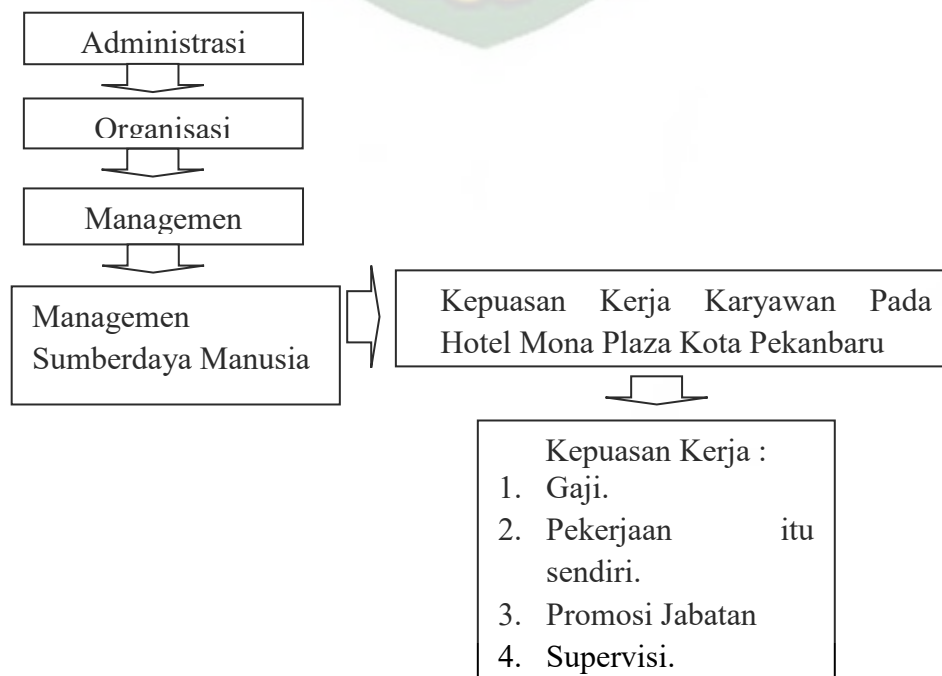 Administrasi
Organisasi
Managemen
Managemen
Sumberdaya Manusia
Kepuasan Kerja Karyawan Pada
Hotel Mona Plaza Kota Pekanbaru
Kepuasan Kerja :
1. Gaji.
2. Pekerjaan itu
sendiri.
3. Promosi Jabatan
4. Supervisi.